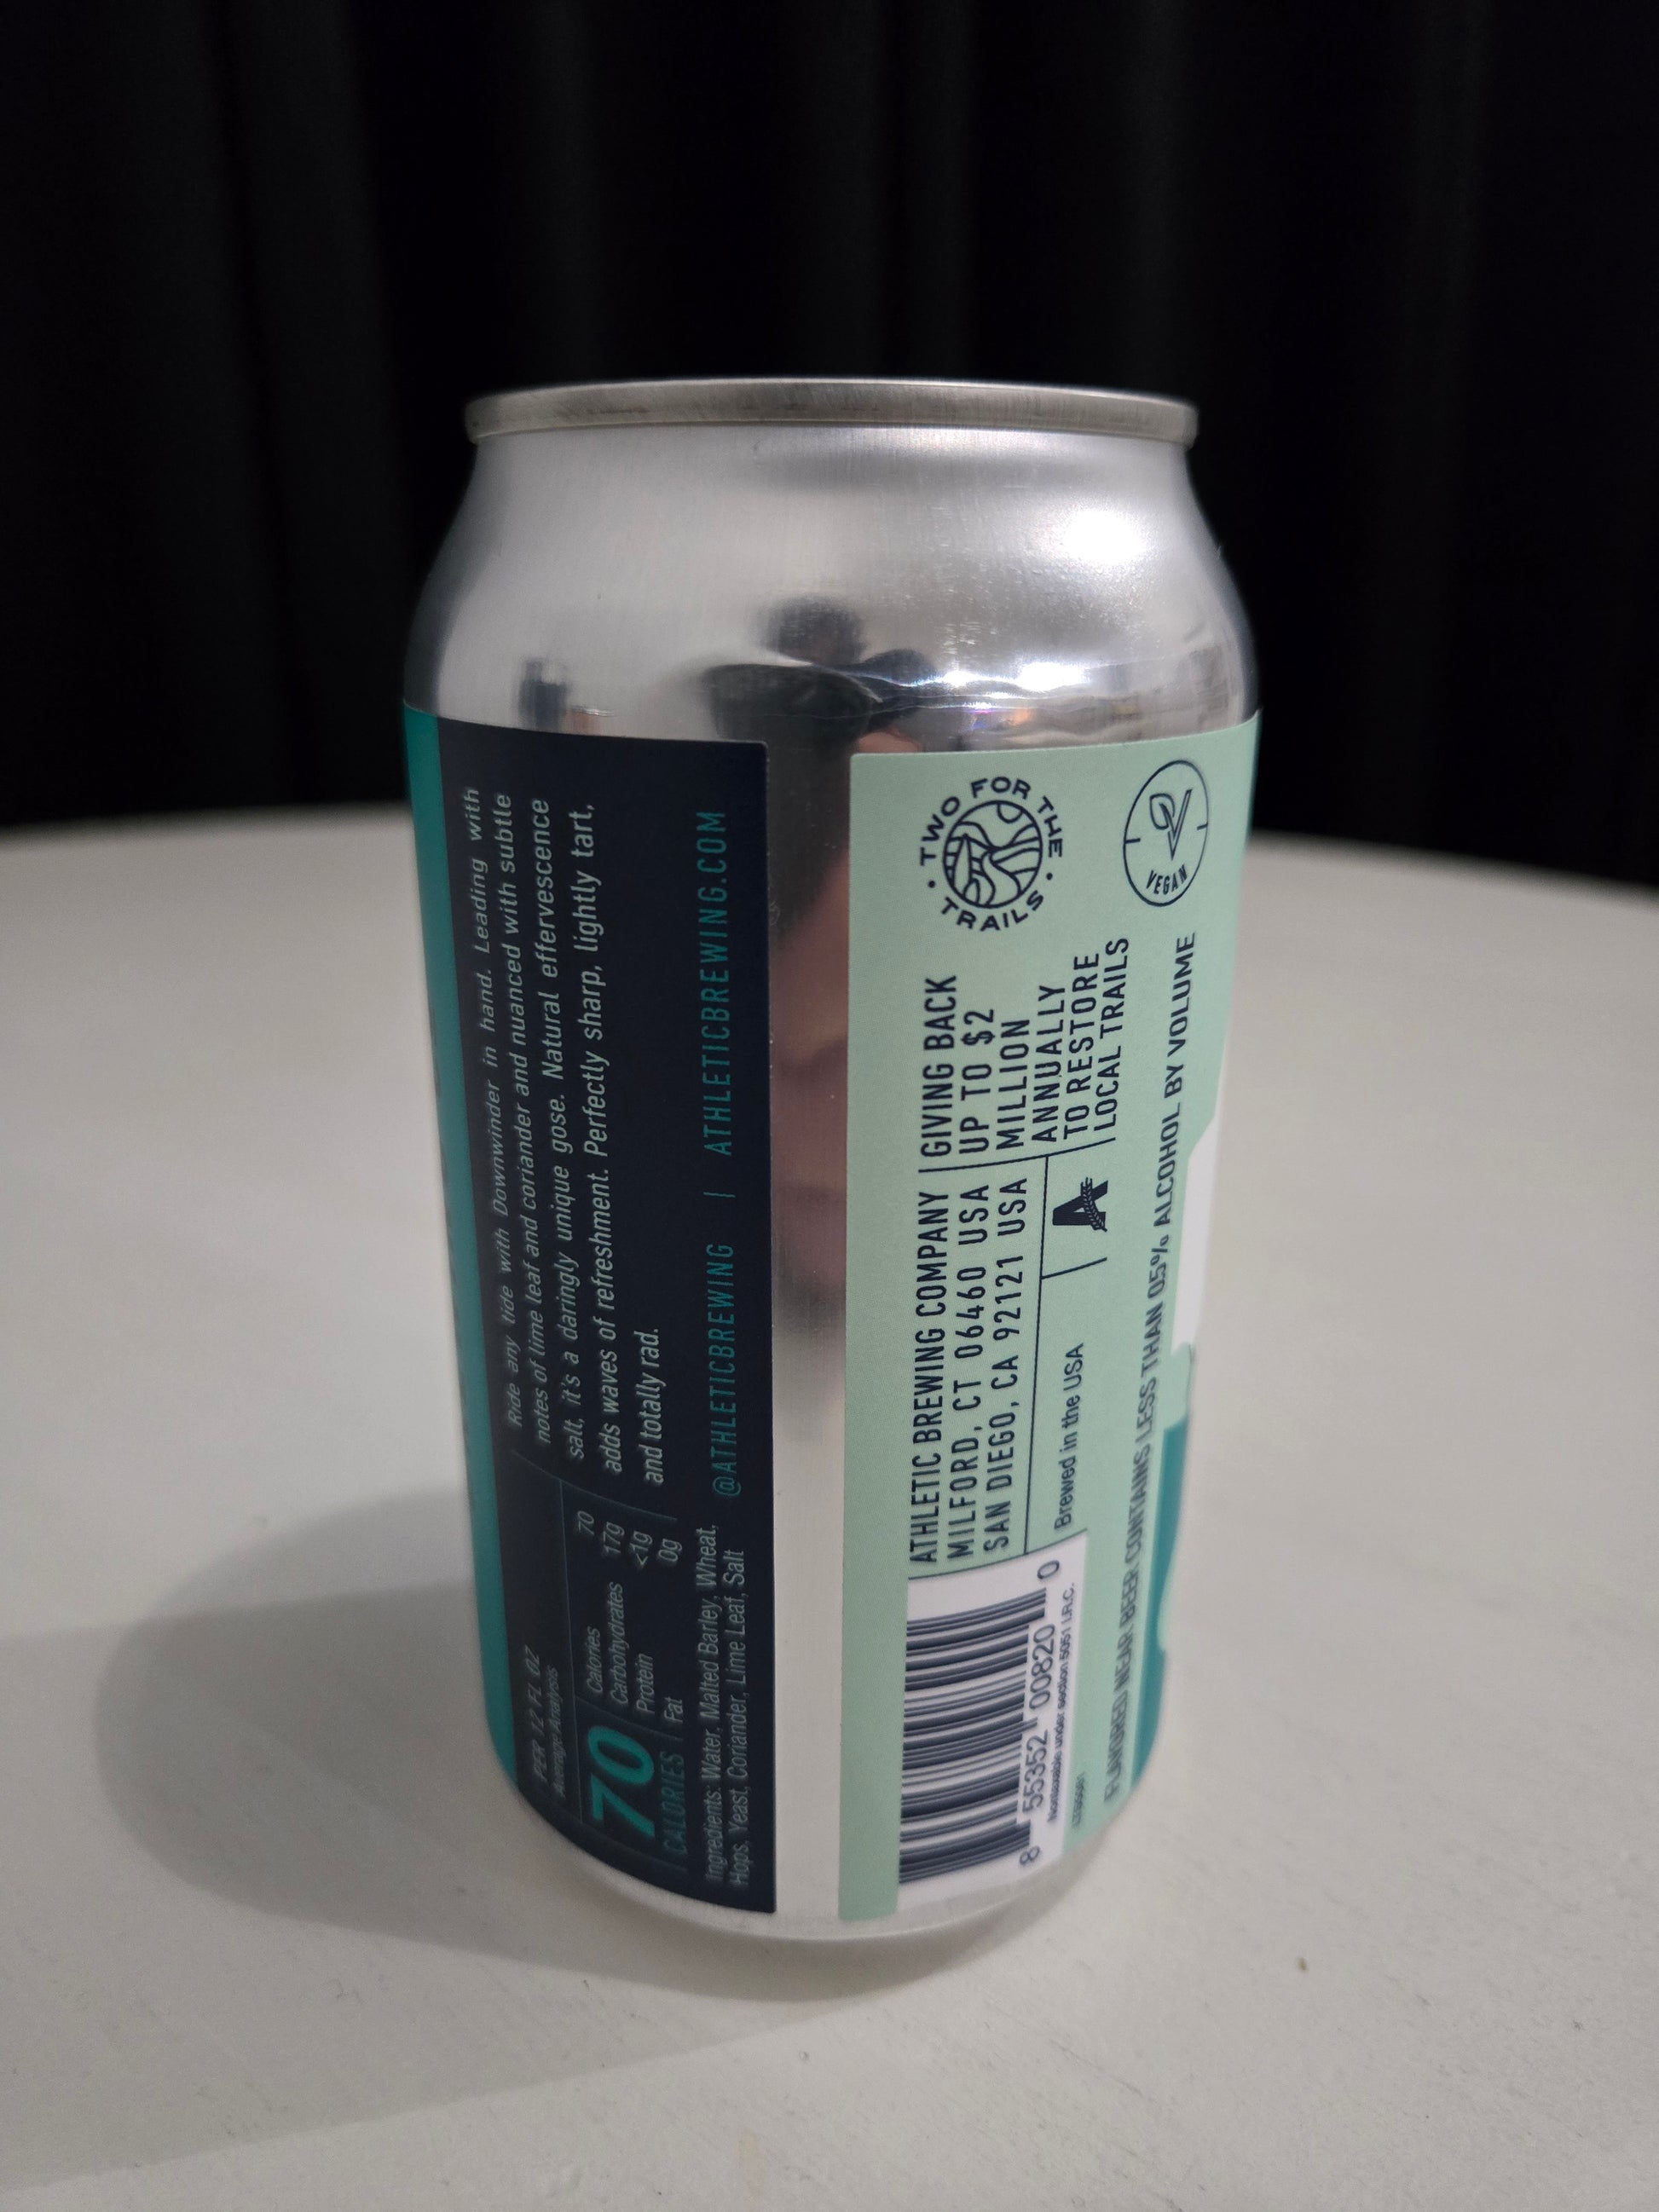 Ride any tide with Downwinder in hand. Leading with
notes of lime leaf and coriander and nuanced with subtle
salt, it's a daringly unique gose. Natural effervescence
adds waves of refreshment. Perfectly sharp, lightly tart,
and totally rad.
@ATHLETICBREWING | ATHLETICBREWING.COM
PER 12 FL OZ
Average Analysis
70
CALORIES
Calories 70
Carbohydrates 17g
Protein <1g
Fat 0g
Ingredients: Water, Malted Barley, Wheat,
Hops, Yeast, Coriander, Lime Leaf, Salt
TWO FOR THE
TRAILS
VEGAN
GIVING BACK
UP TO $2
MILLION
ANNUALLY
TO RESTORE
LOCAL TRAILS
ATHLETIC BREWING COMPANY
MILFORD, CT 06460 USA
SAN DIEGO, CA 92121 USA
Brewed in the USA
A
8 55352 00820 0
Nontaxable under section 5051 I.R.C.
FLAVORED NEAR BEER CONTAINS LESS THAN 0.5% ALCOHOL BY VOLUME